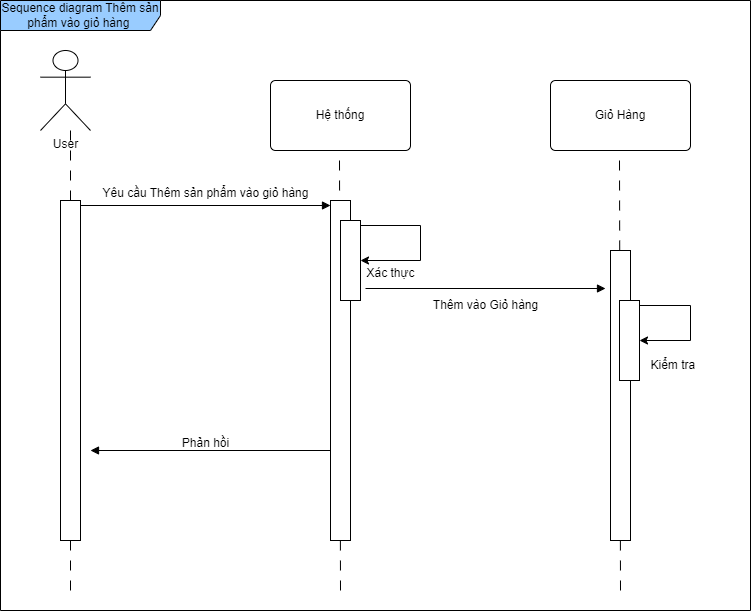 Sequence diagram Thêm sản
phẩm vào giỏ hàng
User
Hệ thống
Giỏ Hàng
Yêu cầu Thêm sản phẩm vào giỏ hàng
Xác thực
Thêm vào Giỏ hàng
Kiểm tra
Phản hồi